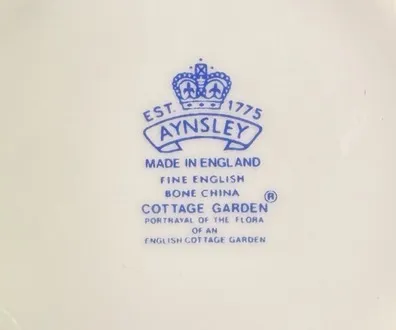 EST. 1775
AYNSLEY
MADE IN ENGLAND
FINE ENGLISH
BONE CHINA
COTTAGE GARDEN ®
PORTRAYAL OF THE FLORA
OF AN
ENGLISH COTTAGE GARDEN